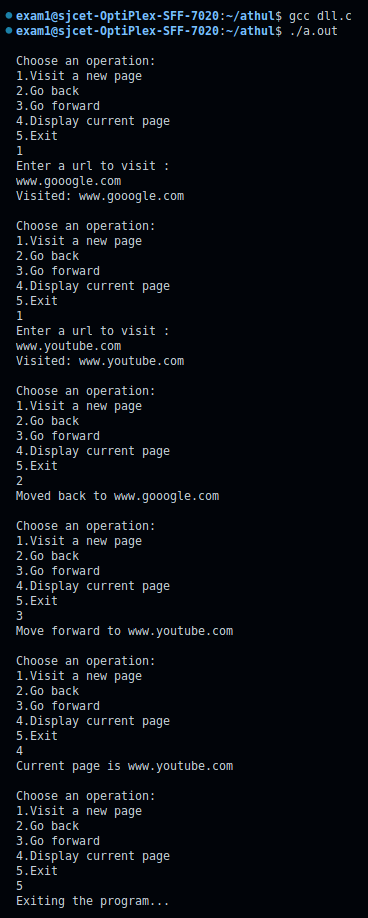 exam1@sjcet-OptiPlex-SFF-7020:~/athul$ gcc dll.c
exam1@sjcet-OptiPlex-SFF-7020:~/athul$ ./a.out
Choose an operation:
1.Visit a new page
2.Go back
3.Go forward
4.Display current page
5.Exit
1
Enter a url to visit :
www.gooogle.com
Visited: www.gooogle.com
Choose an operation:
1.Visit a new page
2.Go back
3.Go forward
4.Display current page
5.Exit
1
Enter a url to visit :
www.youtube.com
Visited: www.youtube.com
Choose an operation:
1.Visit a new page
2.Go back
3.Go forward
4.Display current page
5.Exit
2
Moved back to www.gooogle.com
Choose an operation:
1.Visit a new page
2.Go back
3.Go forward
4.Display current page
5.Exit
3
Move forward to www.youtube.com
Choose an operation:
1.Visit a new page
2.Go back
3.Go forward
4.Display current page
5.Exit
4
Current page is www.youtube.com
Choose an operation:
1.Visit a new page
2.Go back
3.Go forward
4.Display current page
5.Exit
5
Exiting the program...